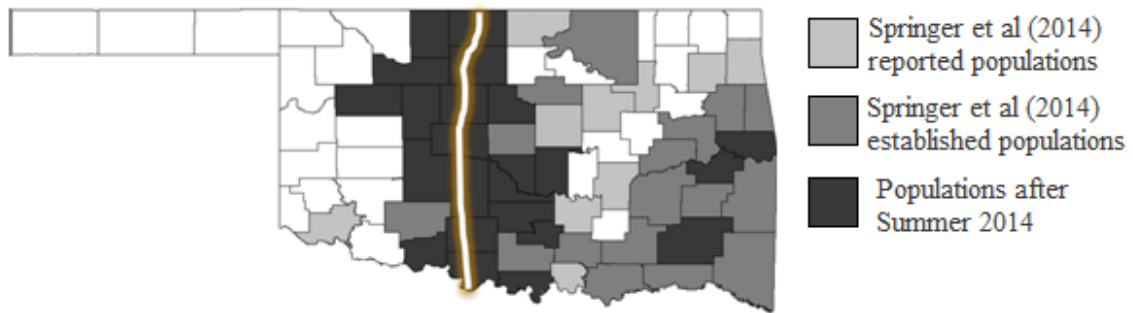 Springer et al (2014)
reported populations
Springer et al (2014)
established populations
Populations after
Summer 2014